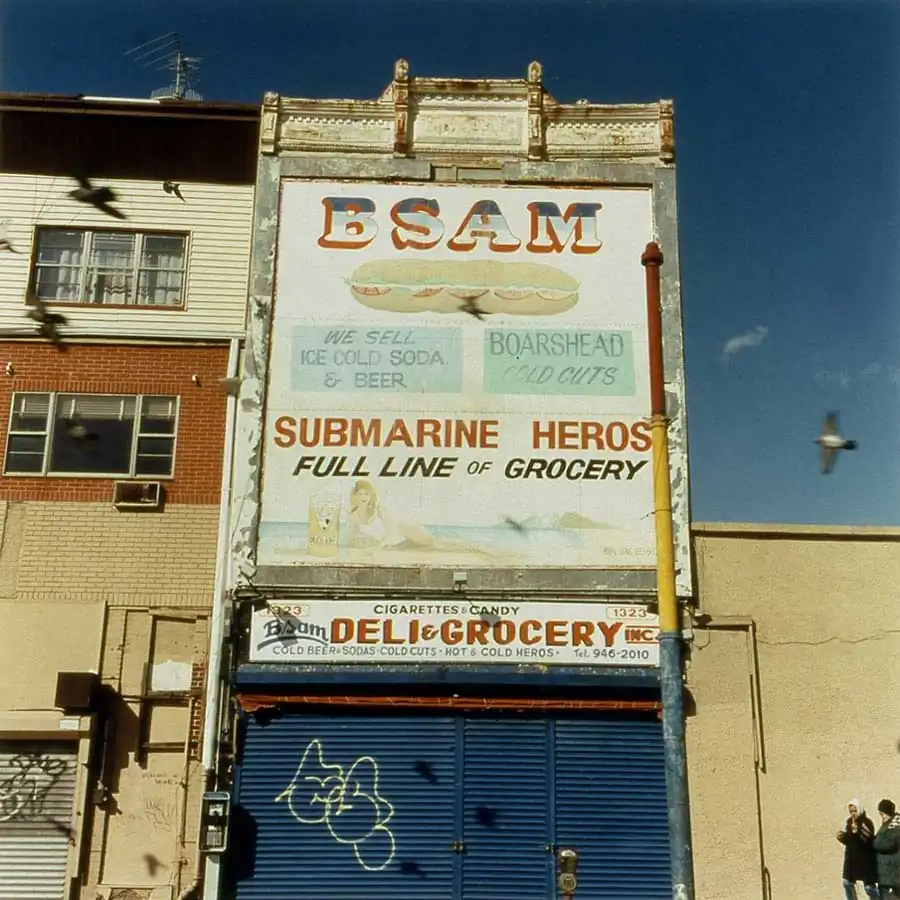 BSAM
WE SELL
ICE COLD SODA
& BEER
BOARSHEAD
COLD CUTS
SUBMARINE HEROS
FULL LINE OF GROCERY
1323
CIGARETTES & CANDY
1323
Bsam DELI & GROCERY INC.
COLD BEER & SODAS · COLD CUTS · HOT & COLD HEROS · Tel. 946-2010